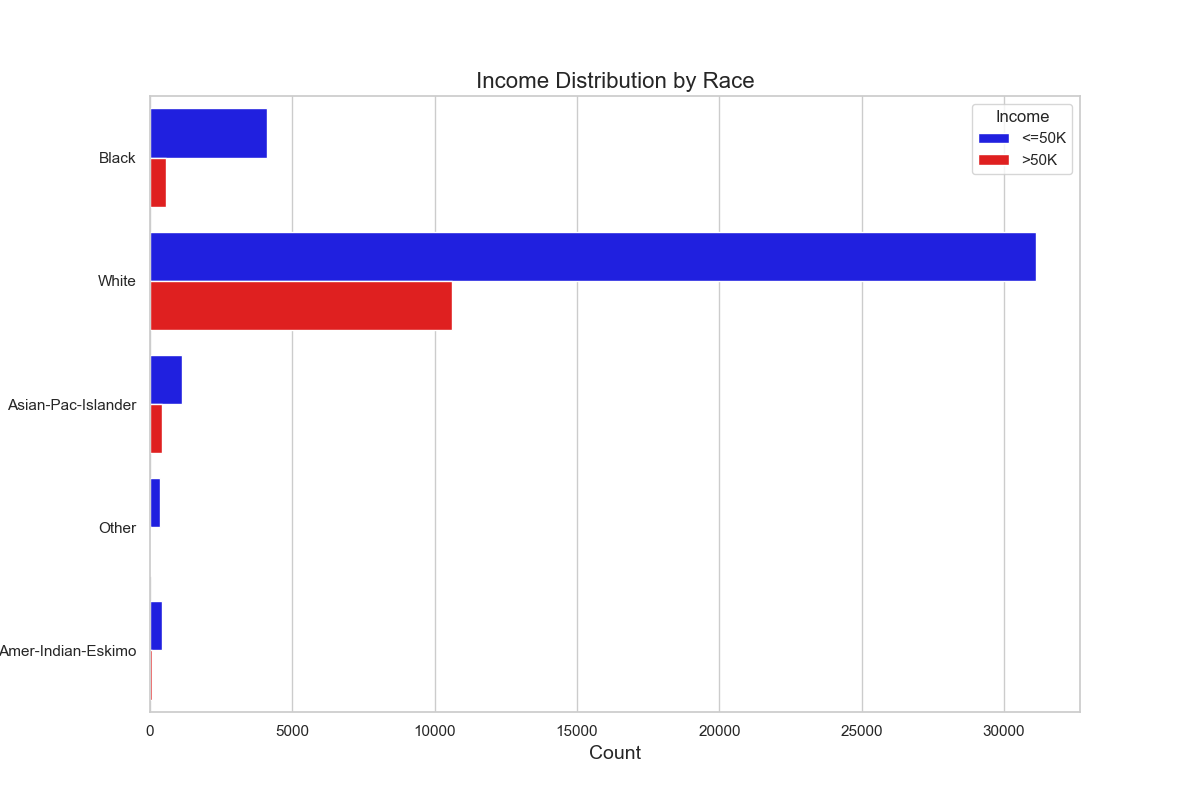 Income Distribution by Race
Income
<=50K
>50K
Black
White
Asian-Pac-Islander
Other
Amer-Indian-Eskimo
0 5000 10000 15000 20000 25000 30000
Count